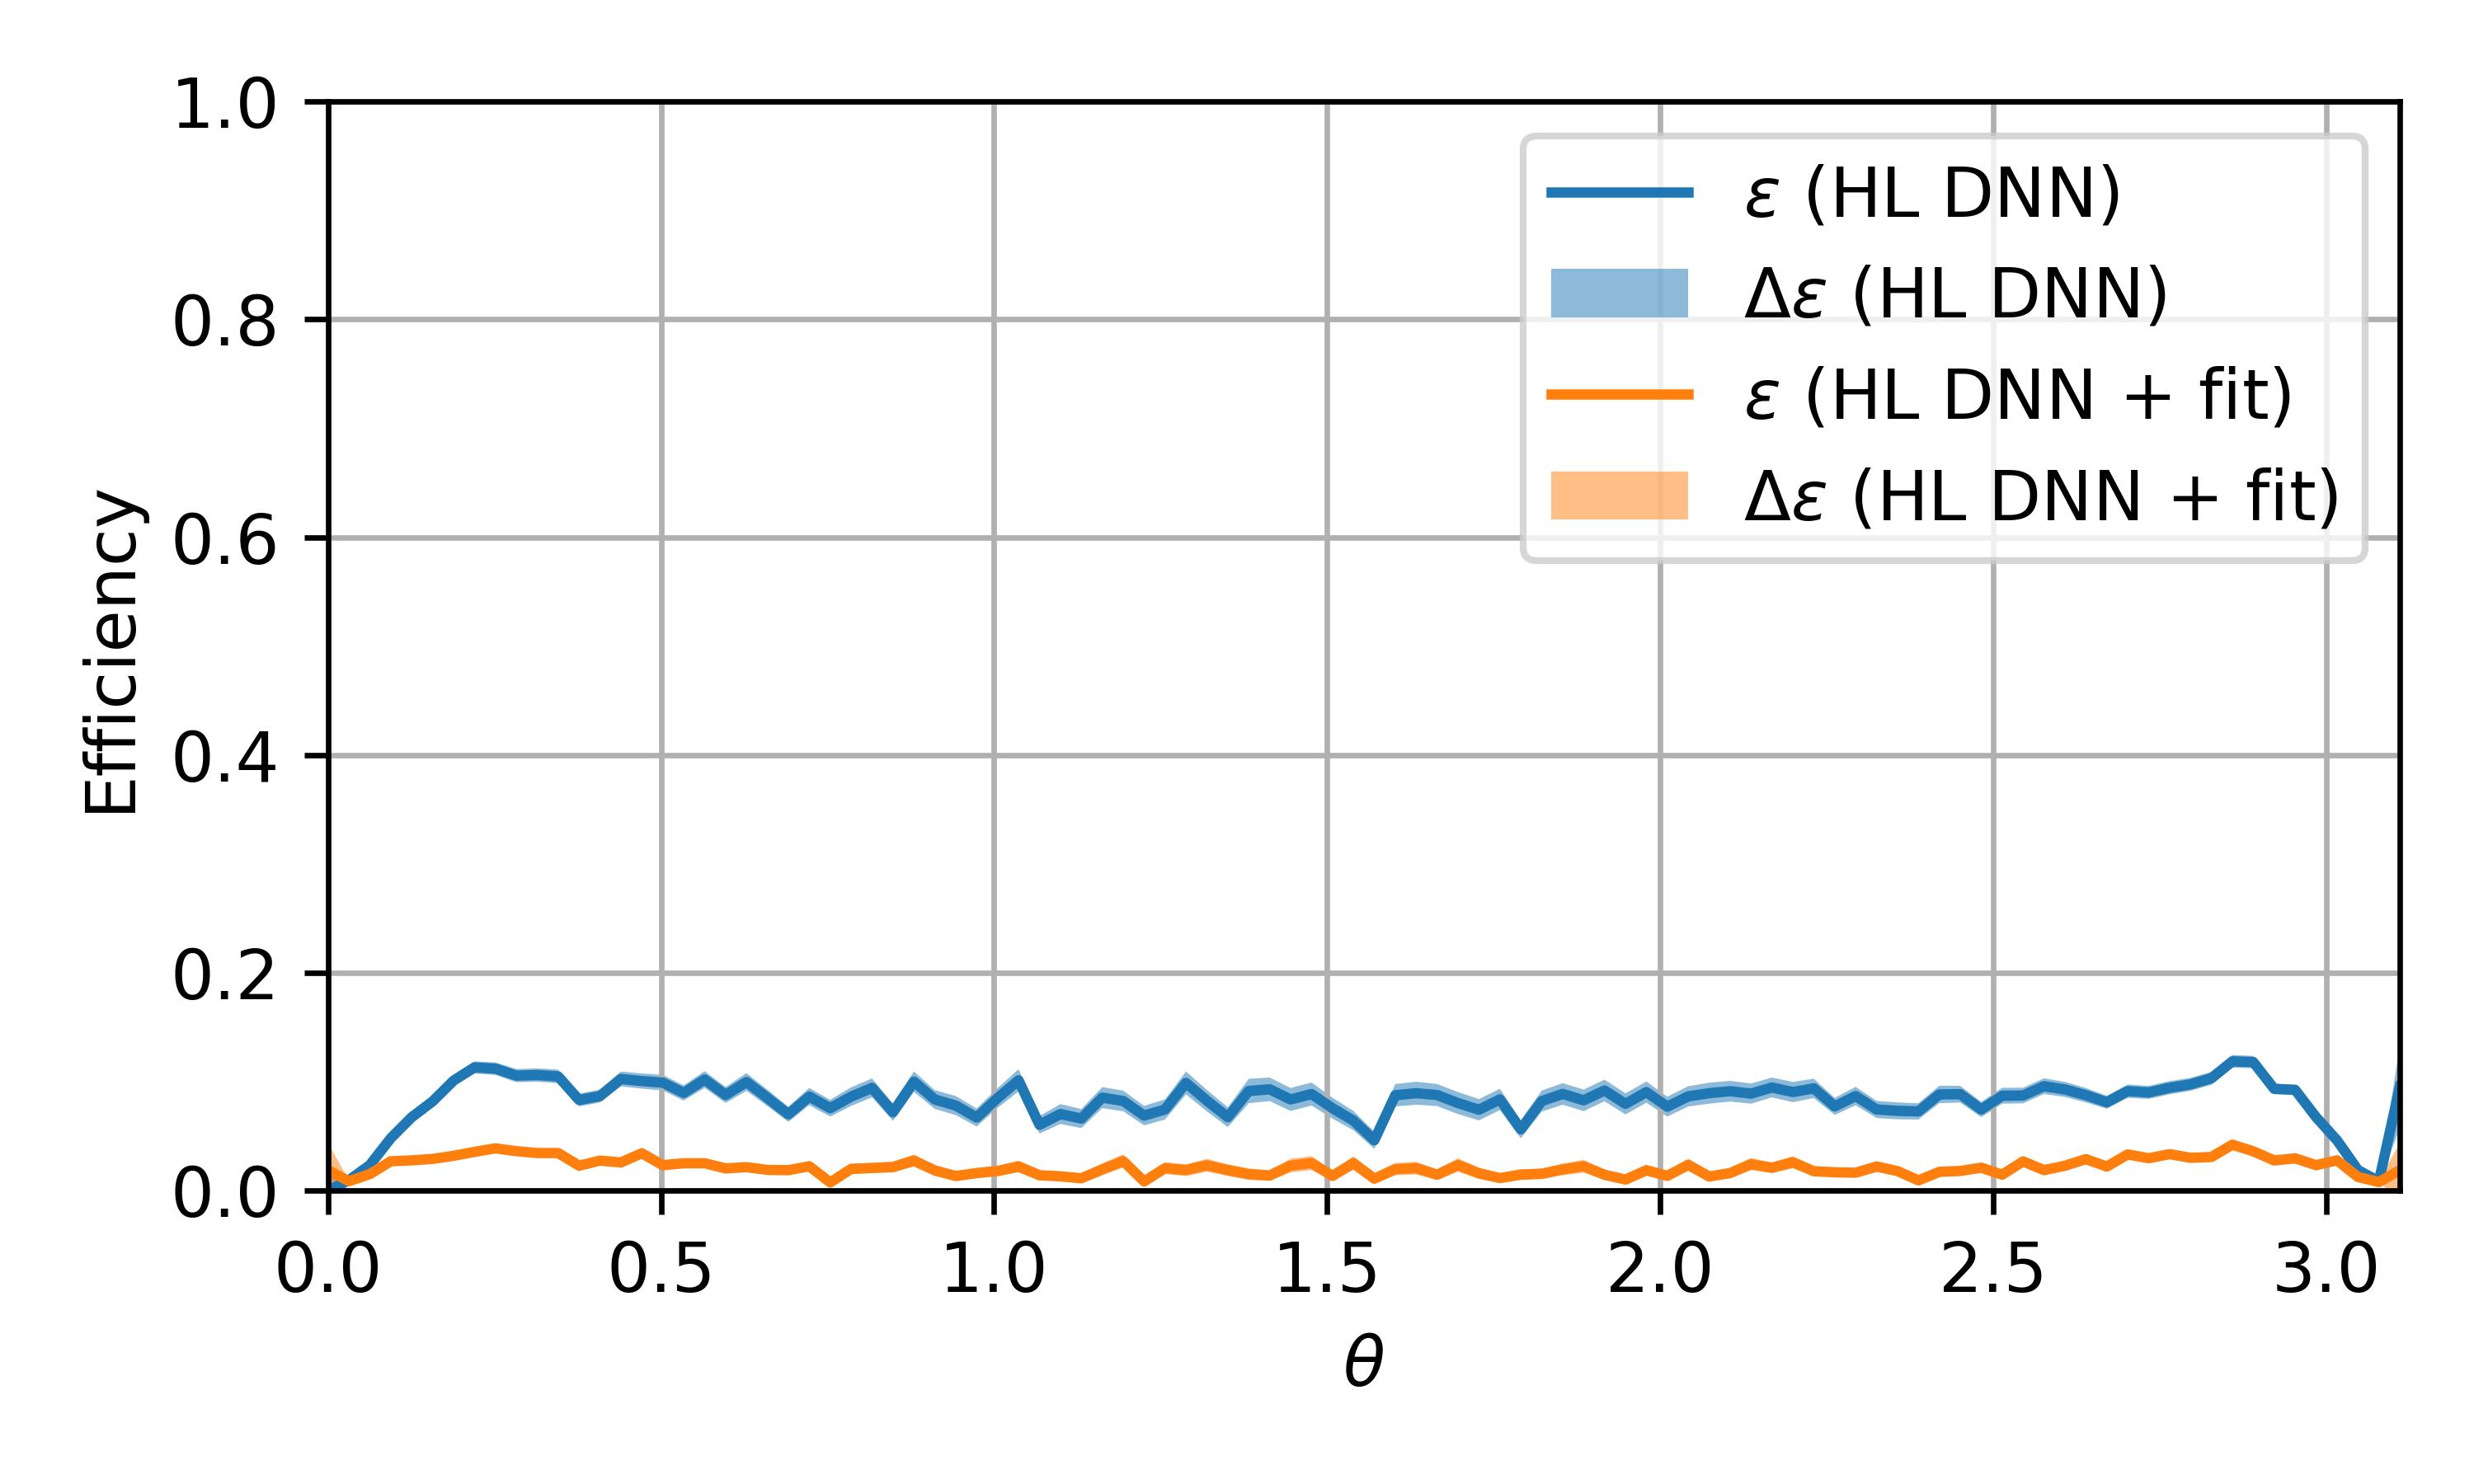 1.0
0.8
0.6
0.4
0.2
0.0
Efficiency
ε (HL DNN)
Δε (HL DNN)
ε (HL DNN + fit)
Δε (HL DNN + fit)
0.0 0.5 1.0 1.5 2.0 2.5 3.0
θ